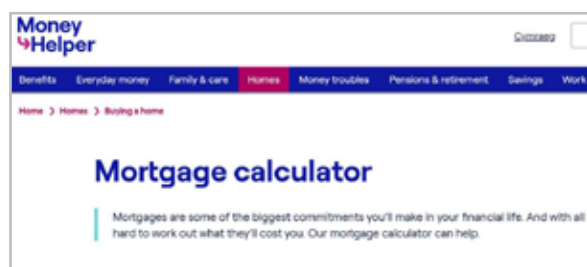 Money
Helper
Cymraeg
Benefits Everyday money Family & care Homes Money troubles Pensions & retirement Savings Work
Home > Homes > Buying a home
Mortgage calculator
Mortgages are some of the biggest commitments you'll make in your financial life. And with all
hard to work out what they'll cost you. Our mortgage calculator can help.